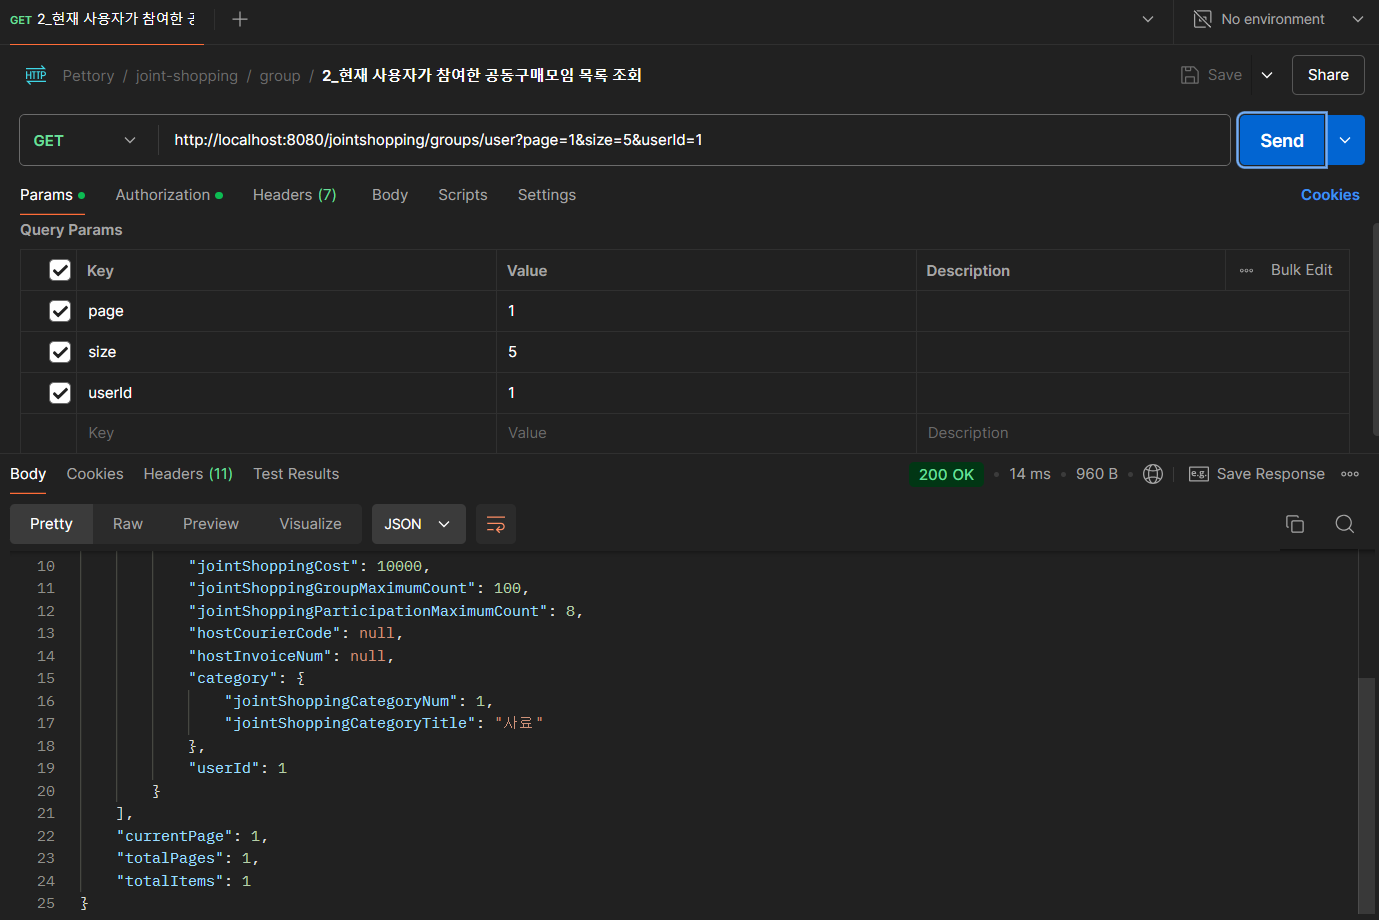 GET 2_현재 사용자가 참여한 공
No environment
HTTP Pettory / joint-shopping / group / 2_현재 사용자가 참여한 공동구매모임 목록 조회
Save
Share
GET
http://localhost:8080/jointshopping/groups/user?page=1&size=5&userId=1
Send
Params Authorization Headers (7) Body Scripts Settings
Cookies
Query Params
Key Value Description Bulk Edit
page 1
size 5
userId 1
Key Value Description
Body Cookies Headers (11) Test Results
200 OK 14 ms 960 B e.g. Save Response
Pretty Raw Preview Visualize JSON
10 "jointShoppingCost": 10000,
11 "jointShoppingGroupMaximumCount": 100,
12 "jointShoppingParticipationMaximumCount": 8,
13 "hostCourierCode": null,
14 "hostInvoiceNum": null,
15 "category": {
16 "jointShoppingCategoryNum": 1,
17 "jointShoppingCategoryTitle": "사료"
18 },
19 "userId": 1
20 }
21 ],
22 "currentPage": 1,
23 "totalPages": 1,
24 "totalItems": 1
25 }